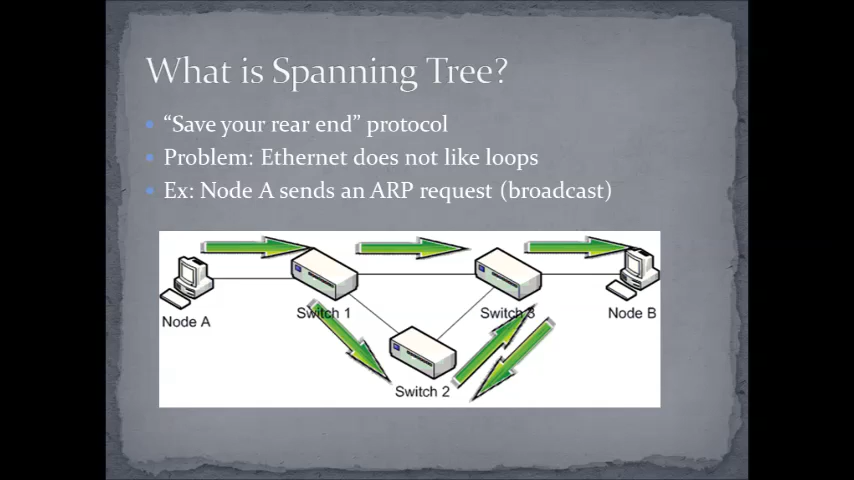 What is Spanning Tree?
“Save your rear end” protocol
Problem: Ethernet does not like loops
Ex: Node A sends an ARP request (broadcast)
Node A
Switch 1
Switch 3
Node B
Switch 2